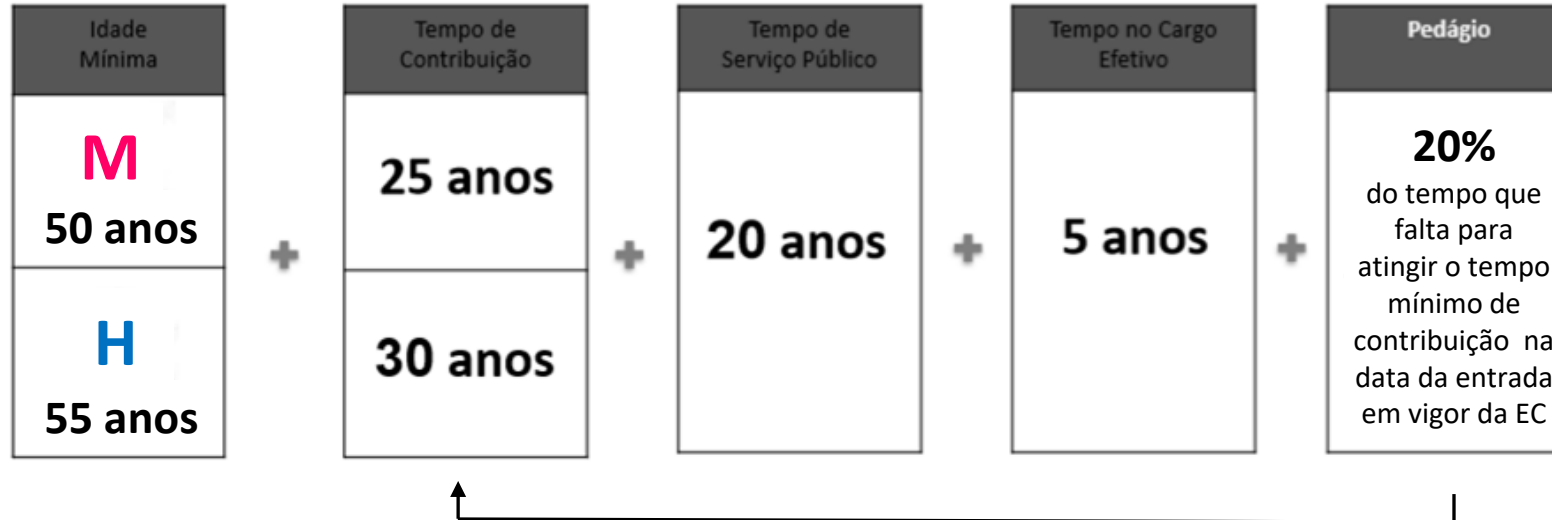 Idade
Mínima
M
50 anos
H
55 anos
Tempo de
Contribuição
25 anos
30 anos
Tempo de
Serviço Público
20 anos
Tempo no Cargo
Efetivo
5 anos
Pedágio
20%
do tempo que
falta para
atingir o tempo
mínimo de
contribuição na
data da entrada
em vigor da EC